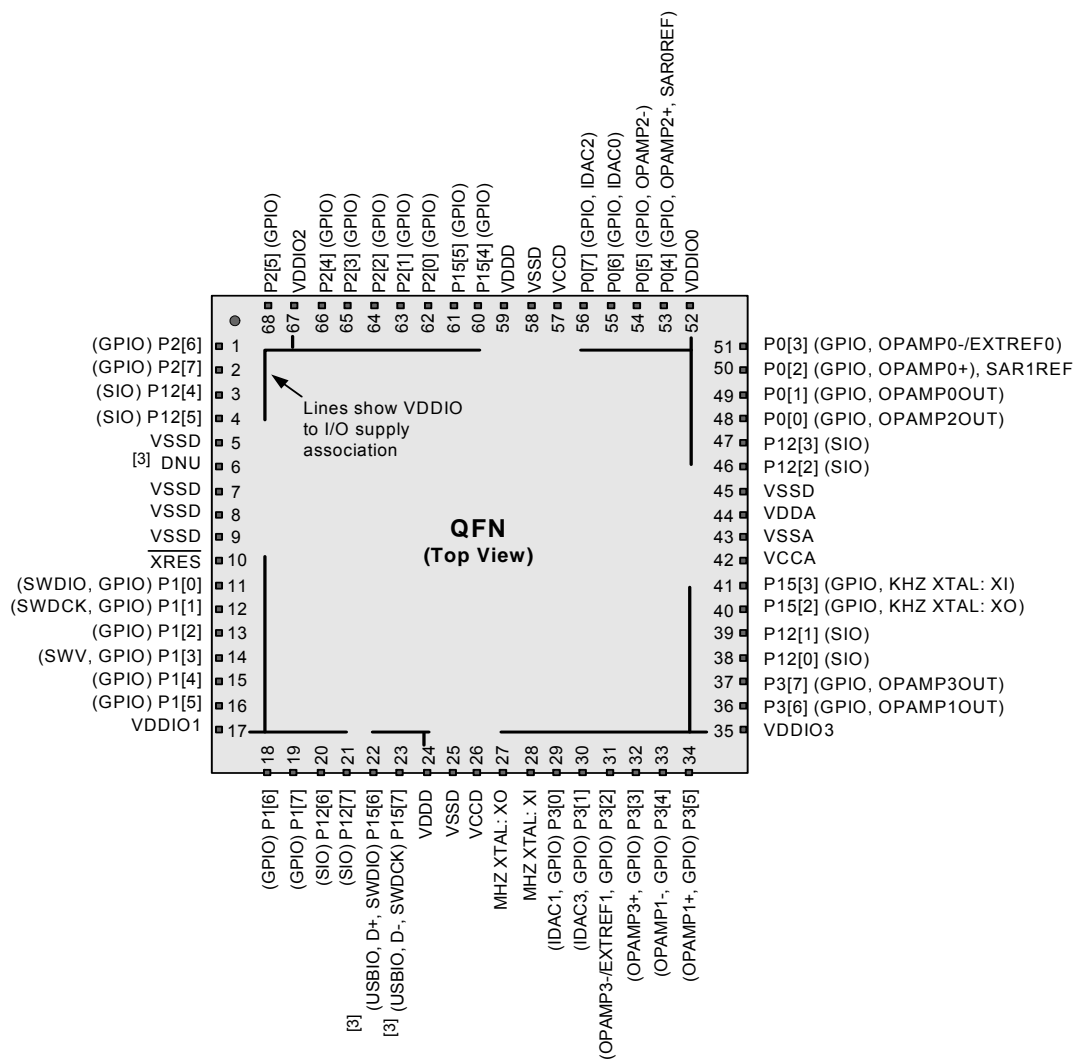 P2[5] (GPIO)
VDDIO2
P2[4] (GPIO)
P2[3] (GPIO)
P2[2] (GPIO)
P2[1] (GPIO)
P2[0] (GPIO)
P15[5] (GPIO)
P15[4] (GPIO)
VDDD
VSSD
VCCD
P0[7] (GPIO, IDAC2)
P0[6] (GPIO, IDAC0)
P0[5] (GPIO, OPAMP2-)
P0[4] (GPIO, OPAMP2+, SAR0REF)
VDDIO0
68
67
66
65
64
63
62
61
60
59
58
57
56
55
54
53
52
(GPIO) P2[6] 1
(GPIO) P2[7] 2
(SIO) P12[4] 3
(SIO) P12[5] 4
VSSD 5
[3] DNU 6
VSSD 7
VSSD 8
VSSD 9
XRES 10
(SWDIO, GPIO) P1[0] 11
(SWDCK, GPIO) P1[1] 12
(GPIO) P1[2] 13
(SWV, GPIO) P1[3] 14
(GPIO) P1[4] 15
(GPIO) P1[5] 16
VDDIO1 17
Lines show VDDIO
to I/O supply
association
QFN
(Top View)
51 P0[3] (GPIO, OPAMP0-/EXTREF0)
50 P0[2] (GPIO, OPAMP0+), SAR1REF
49 P0[1] (GPIO, OPAMP0OUT)
48 P0[0] (GPIO, OPAMP2OUT)
47 P12[3] (SIO)
46 P12[2] (SIO)
45 VSSD
44 VDDA
43 VSSA
42 VCCA
41 P15[3] (GPIO, KHZ XTAL: XI)
40 P15[2] (GPIO, KHZ XTAL: XO)
39 P12[1] (SIO)
38 P12[0] (SIO)
37 P3[7] (GPIO, OPAMP3OUT)
36 P3[6] (GPIO, OPAMP1OUT)
35 VDDIO3
18
19
20
21
22
23
24
25
26
27
28
29
30
31
32
33
34
(GPIO) P1[6]
(GPIO) P1[7]
(SIO) P12[6]
(SIO) P12[7]
[3] (USBIO, D+, SWDIO) P15[6]
[3] (USBIO, D-, SWDCK) P15[7]
VDDD
VSSD
VCCD
MHZ XTAL: XO
MHZ XTAL: XI
(IDAC1, GPIO) P3[0]
(IDAC3, GPIO) P3[1]
(OPAMP3-/EXTREF1, GPIO) P3[2]
(OPAMP3+, GPIO) P3[3]
(OPAMP1-, GPIO) P3[4]
(OPAMP1+, GPIO) P3[5]